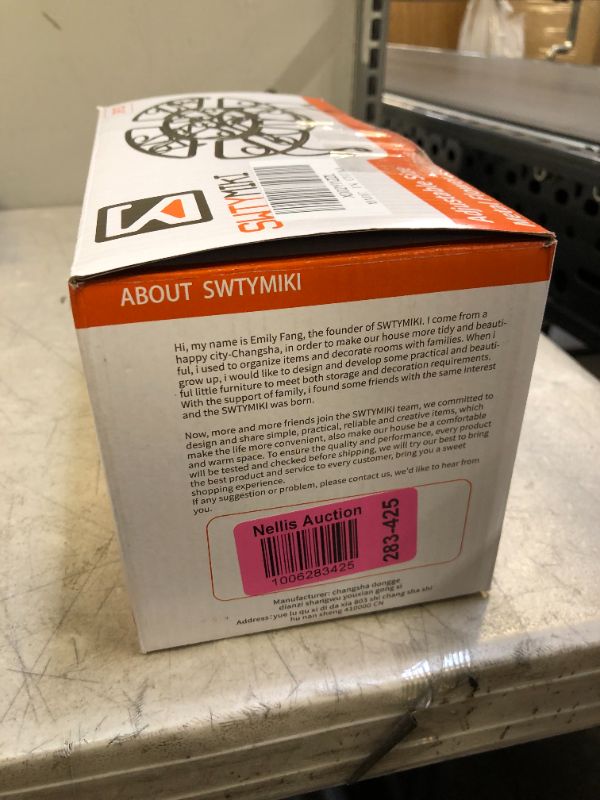 SWTYMIKI
Adjustable Size
ABOUT SWTYMIKI
Hi, my name is Emily Fang, the founder of SWTYMIKI. I come from a
happy city-Changsha, in order to make our house more tidy and beauti-
ful, i used to organize items and decorate rooms with families. When i
grow up, i would like to design and develop some practical and beauti-
ful little furniture to meet both storage and decoration requirements.
With the support of family, i found some friends with the same Interest
and the SWTYMIKI was born.
Now, more and more friends join the SWTYMIKI team, we committed to
design and share simple, practical, reliable and creative items, which
make the life more convenient, also make our house be a comfortable
and warm space. To ensure the quality and performance, every product
will be tested and checked before shipping, we will try our best to bring
the best product and service to every customer, bring you a sweet
shopping experience.
If any suggestion or problem, please contact us, we'd like to hear from
you.
Nellis Auction
283-425
1006283425
Manufacturer: changsha dongge
dianzi shangwu youxian gong si
Address:yue lu qu xi di da xia 803 shi chang sha shi
hu nan sheng 410000 CN